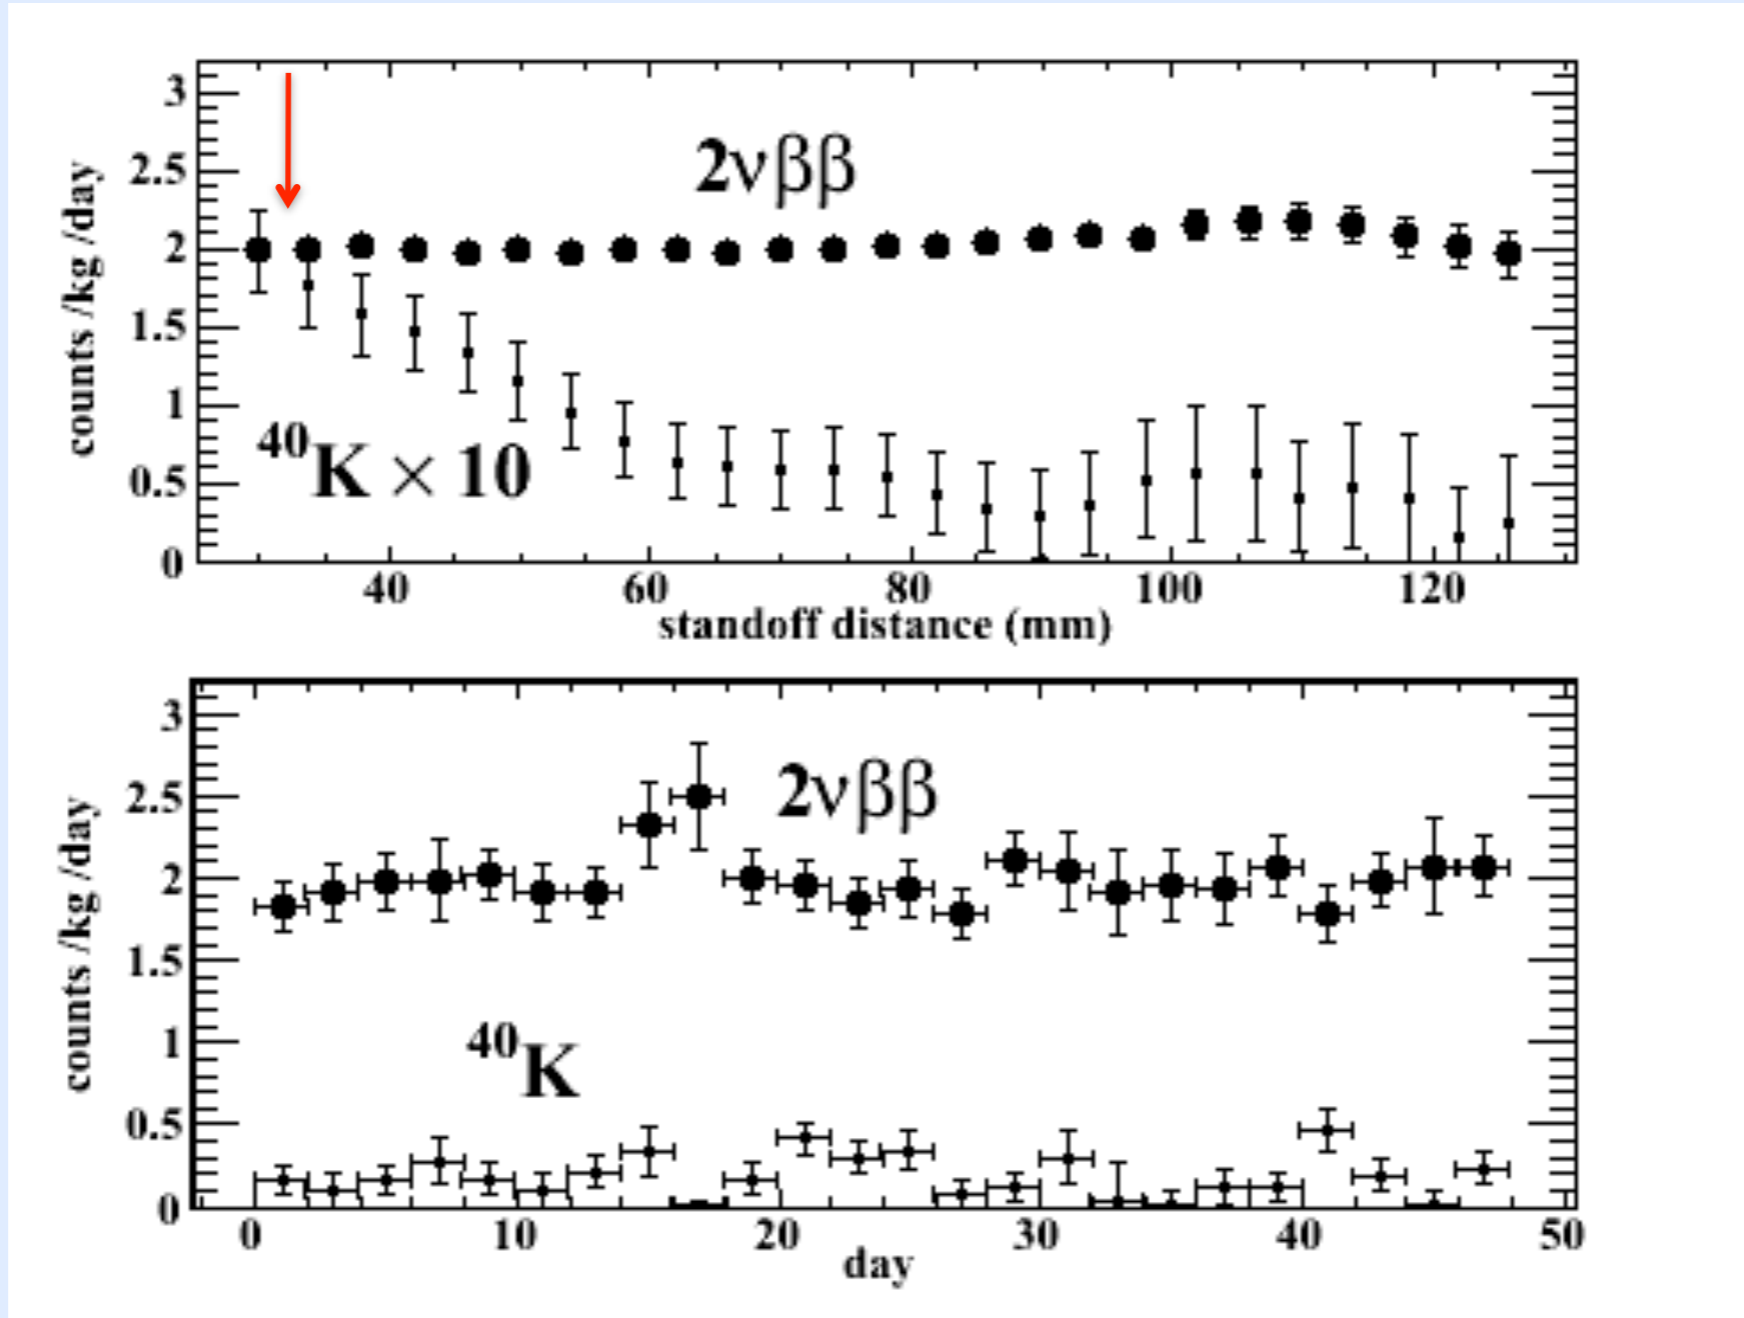 counts /kg /day
3
2.5
2
1.5
1
0.5
0
2νββ
⁴⁰K × 10
40 60 80 100 120
standoff distance (mm)
counts /kg /day
3
2.5
2
1.5
1
0.5
0
2νββ
⁴⁰K
0 10 20 30 40 50
day